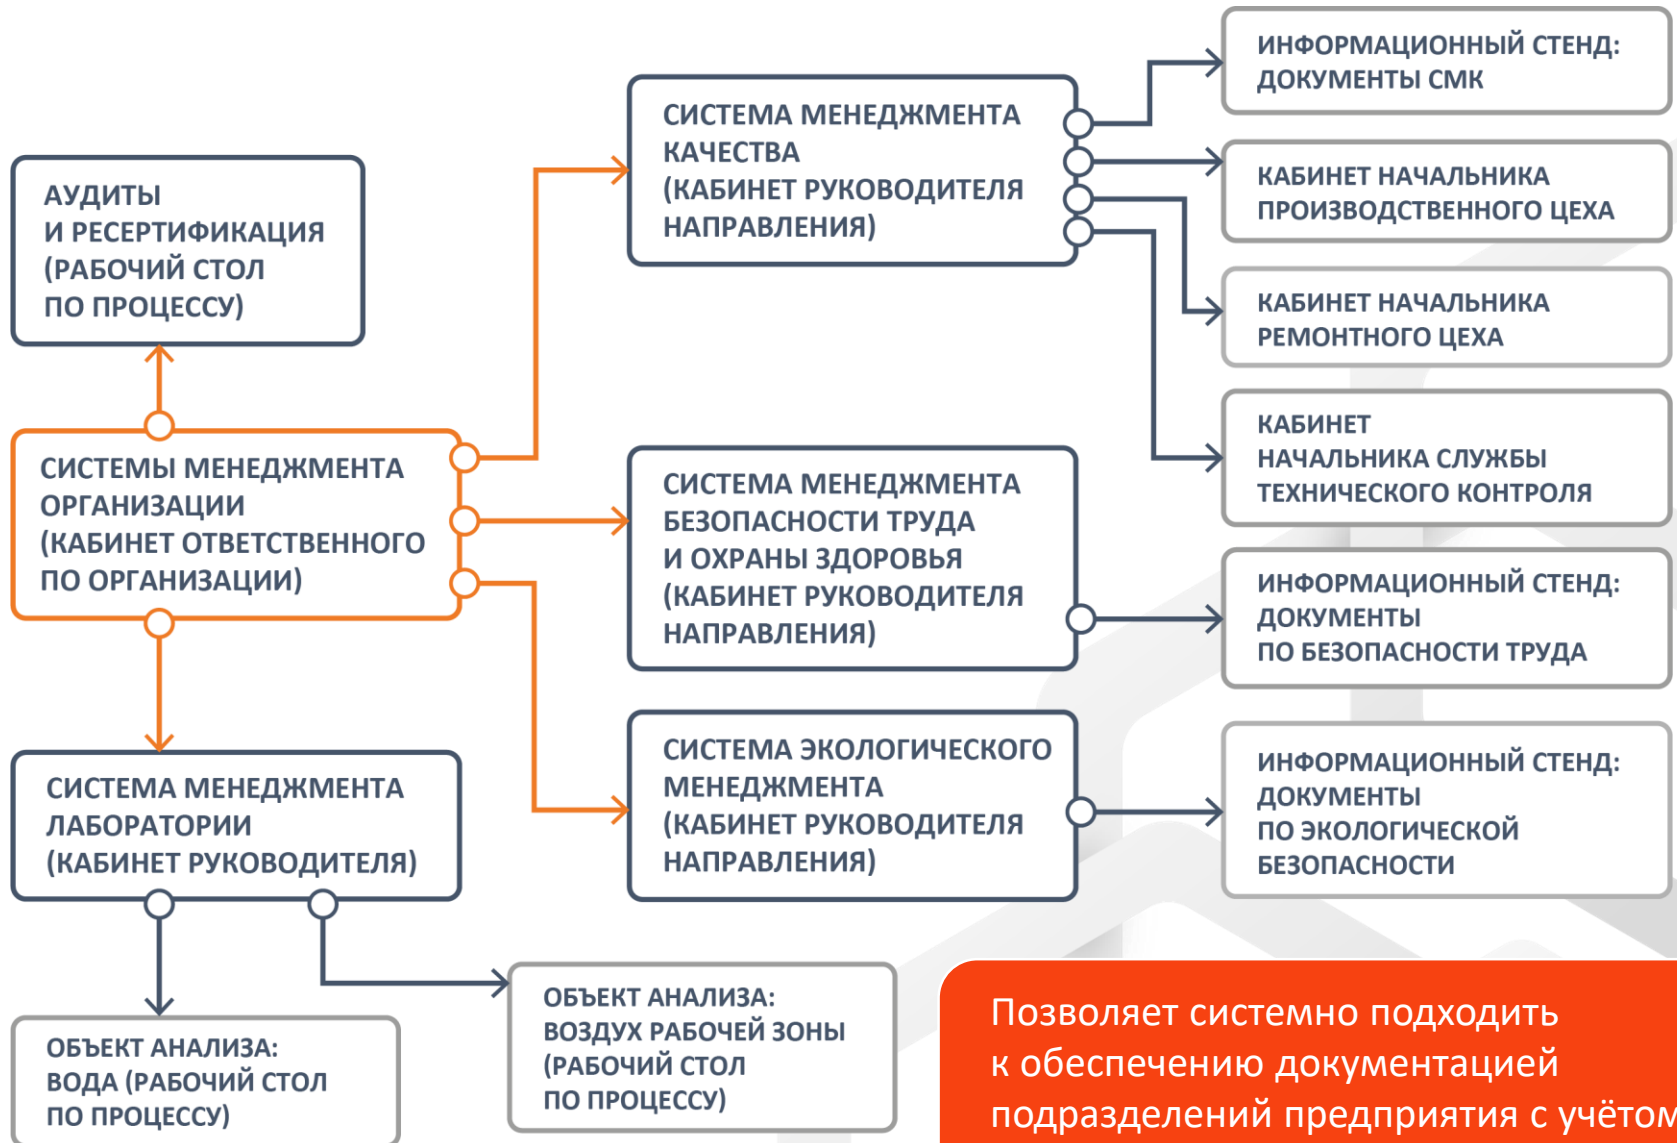 АУДИТЫ
И РЕСЕРТИФИКАЦИЯ
(РАБОЧИЙ СТОЛ
ПО ПРОЦЕССУ)
СИСТЕМЫ МЕНЕДЖМЕНТА
ОРГАНИЗАЦИИ
(КАБИНЕТ ОТВЕТСТВЕННОГО
ПО ОРГАНИЗАЦИИ)
СИСТЕМА МЕНЕДЖМЕНТА
ЛАБОРАТОРИИ
(КАБИНЕТ РУКОВОДИТЕЛЯ)
ОБЪЕКТ АНАЛИЗА:
ВОДА (РАБОЧИЙ СТОЛ
ПО ПРОЦЕССУ)
ОБЪЕКТ АНАЛИЗА:
ВОЗДУХ РАБОЧЕЙ ЗОНЫ
(РАБОЧИЙ СТОЛ
ПО ПРОЦЕССУ)
СИСТЕМА МЕНЕДЖМЕНТА
КАЧЕСТВА
(КАБИНЕТ РУКОВОДИТЕЛЯ
НАПРАВЛЕНИЯ)
СИСТЕМА МЕНЕДЖМЕНТА
БЕЗОПАСНОСТИ ТРУДА
И ОХРАНЫ ЗДОРОВЬЯ
(КАБИНЕТ РУКОВОДИТЕЛЯ
НАПРАВЛЕНИЯ)
СИСТЕМА ЭКОЛОГИЧЕСКОГО
МЕНЕДЖМЕНТА
(КАБИНЕТ РУКОВОДИТЕЛЯ
НАПРАВЛЕНИЯ)
ИНФОРМАЦИОННЫЙ СТЕНД:
ДОКУМЕНТЫ СМК
КАБИНЕТ НАЧАЛЬНИКА
ПРОИЗВОДСТВЕННОГО ЦЕХА
КАБИНЕТ НАЧАЛЬНИКА
РЕМОНТНОГО ЦЕХА
КАБИНЕТ
НАЧАЛЬНИКА СЛУЖБЫ
ТЕХНИЧЕСКОГО КОНТРОЛЯ
ИНФОРМАЦИОННЫЙ СТЕНД:
ДОКУМЕНТЫ
ПО БЕЗОПАСНОСТИ ТРУДА
ИНФОРМАЦИОННЫЙ СТЕНД:
ДОКУМЕНТЫ
ПО ЭКОЛОГИЧЕСКОЙ
БЕЗОПАСНОСТИ
Позволяет системно подходить
к обеспечению документацией
подразделений предприятия с учётом